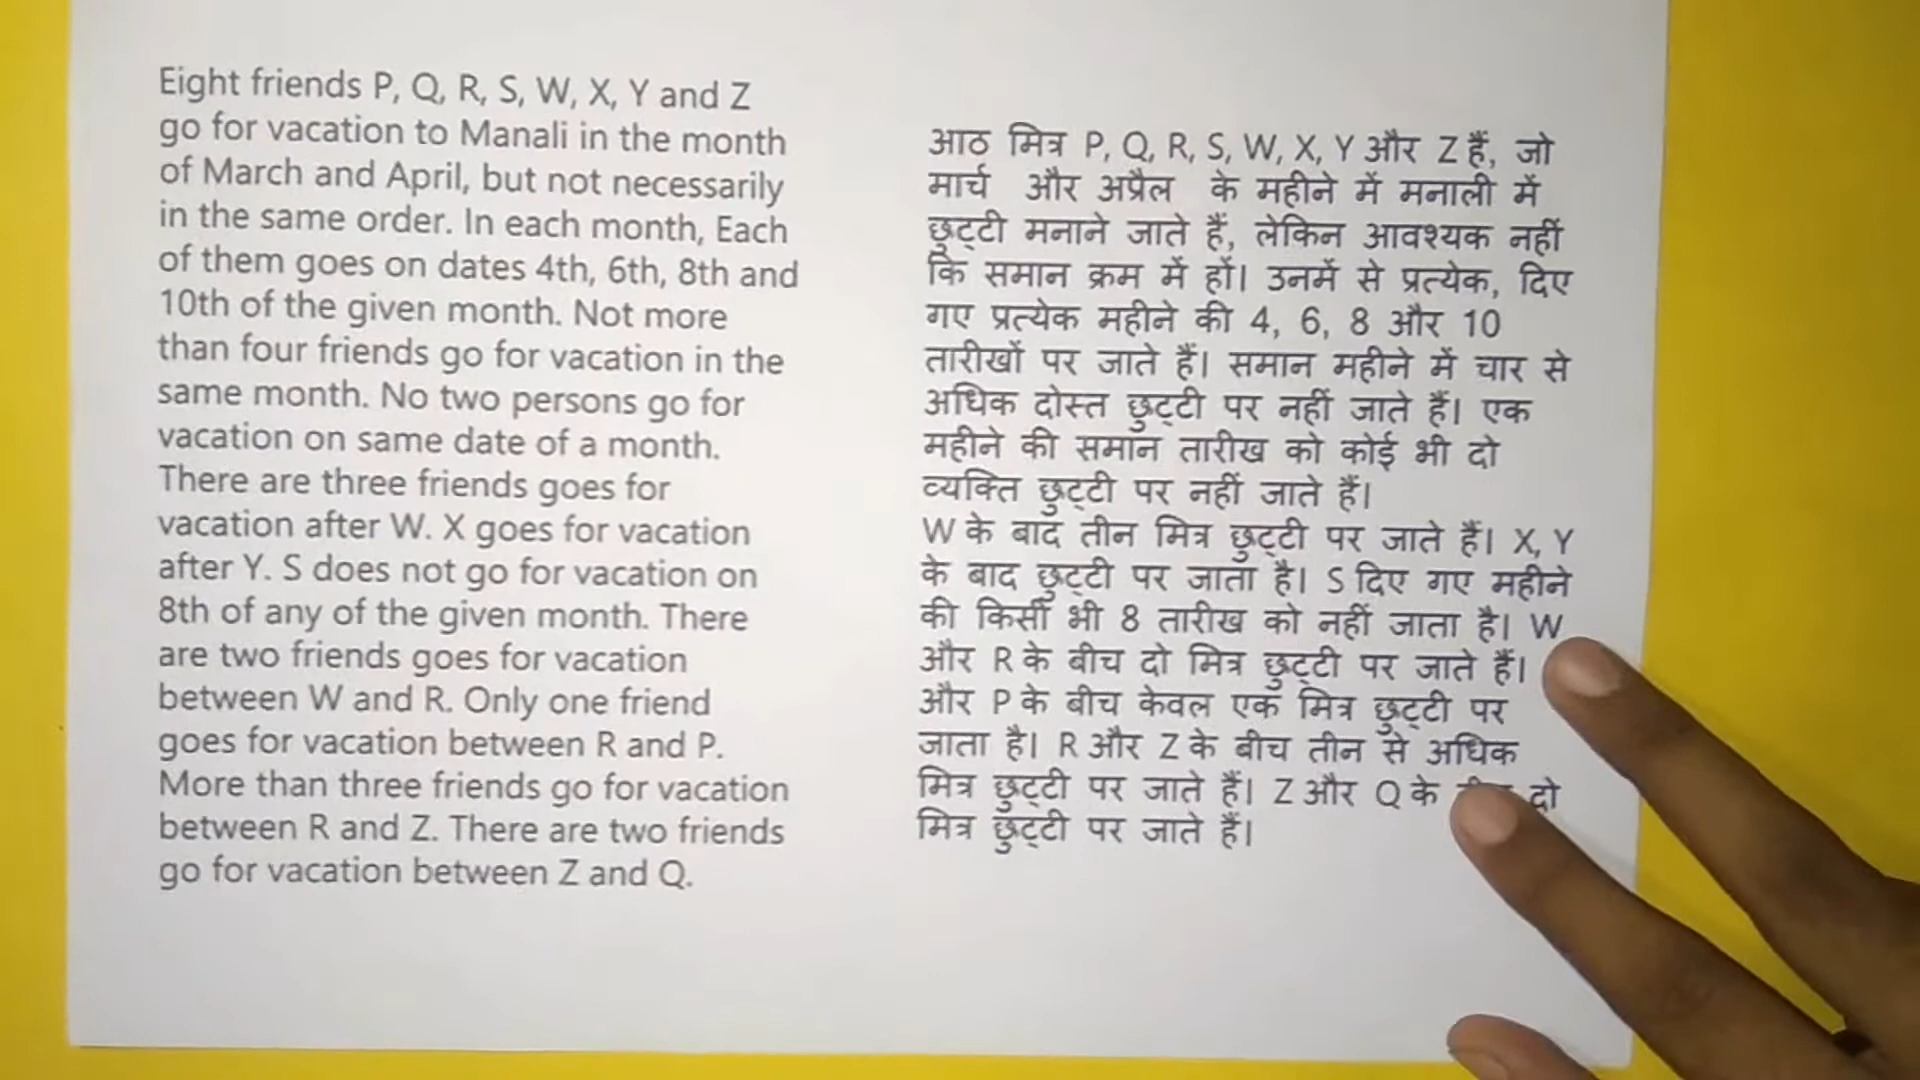 Eight friends P, Q, R, S, W, X, Y and Z
go for vacation to Manali in the month
of March and April, but not necessarily
in the same order. In each month, Each
of them goes on dates 4th, 6th, 8th and
10th of the given month. Not more
than four friends go for vacation in the
same month. No two persons go for
vacation on same date of a month.
There are three friends goes for
vacation after W. X goes for vacation
after Y. S does not go for vacation on
8th of any of the given month. There
are two friends goes for vacation
between W and R. Only one friend
goes for vacation between R and P.
More than three friends go for vacation
between R and Z. There are two friends
go for vacation between Z and Q.
आठ मित्र P, Q, R, S, W, X, Y और Z हैं, जो
मार्च और अप्रैल के महीने में मनाली में
छुट्टी मनाने जाते हैं, लेकिन आवश्यक नहीं
कि समान क्रम में हों। उनमें से प्रत्येक, दिए
गए प्रत्येक महीने की 4, 6, 8 और 10
तारीखों पर जाते हैं। समान महीने में चार से
अधिक दोस्त छुट्टी पर नहीं जाते हैं। एक
महीने की समान तारीख को कोई भी दो
व्यक्ति छुट्टी पर नहीं जाते हैं।
W के बाद तीन मित्र छुट्टी पर जाते हैं। X, Y
के बाद छुट्टी पर जाता है। S दिए गए महीने
की किसी भी 8 तारीख को नहीं जाता है। W
और R के बीच दो मित्र छुट्टी पर जाते हैं।
और P के बीच केवल एक मित्र छुट्टी पर
जाता है। R और Z के बीच तीन से अधिक
मित्र छुट्टी पर जाते हैं। Z और Q के दो
मित्र छुट्टी पर जाते हैं।